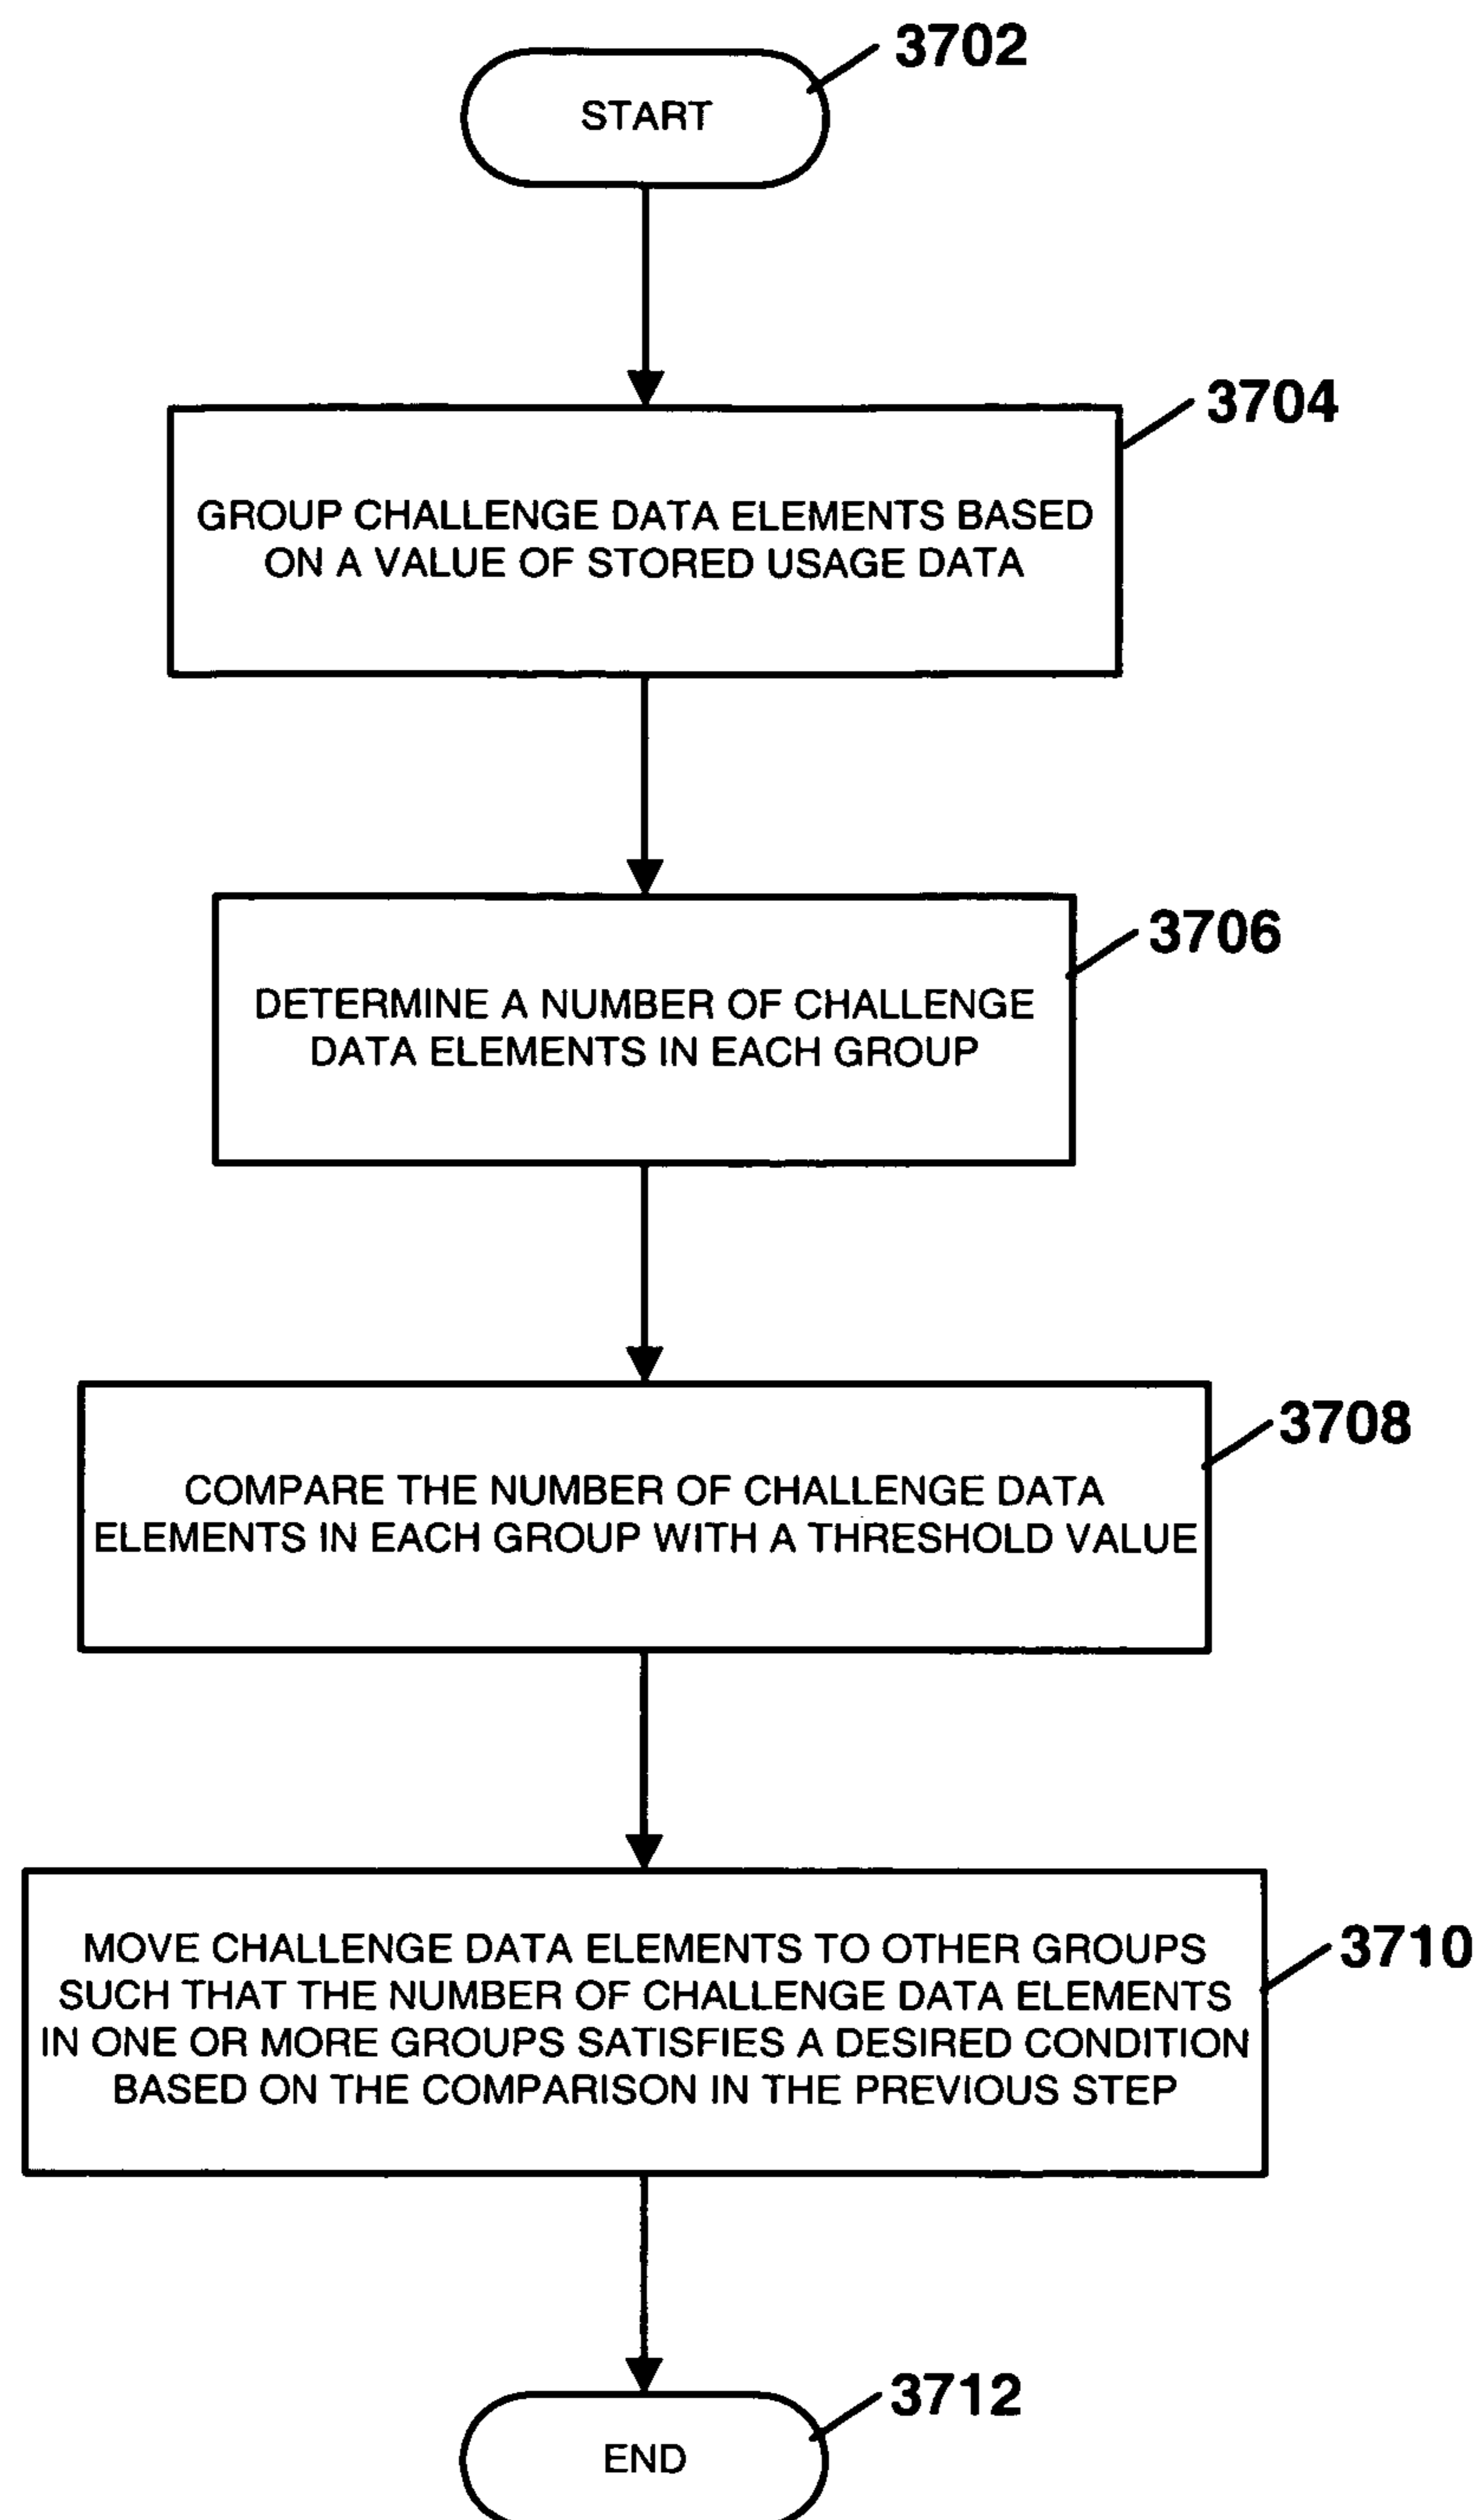 3702
START
3704
GROUP CHALLENGE DATA ELEMENTS BASED
ON A VALUE OF STORED USAGE DATA
3706
DETERMINE A NUMBER OF CHALLENGE
DATA ELEMENTS IN EACH GROUP
3708
COMPARE THE NUMBER OF CHALLENGE DATA
ELEMENTS IN EACH GROUP WITH A THRESHOLD VALUE
3710
MOVE CHALLENGE DATA ELEMENTS TO OTHER GROUPS
SUCH THAT THE NUMBER OF CHALLENGE DATA ELEMENTS
IN ONE OR MORE GROUPS SATISFIES A DESIRED CONDITION
BASED ON THE COMPARISON IN THE PREVIOUS STEP
3712
END